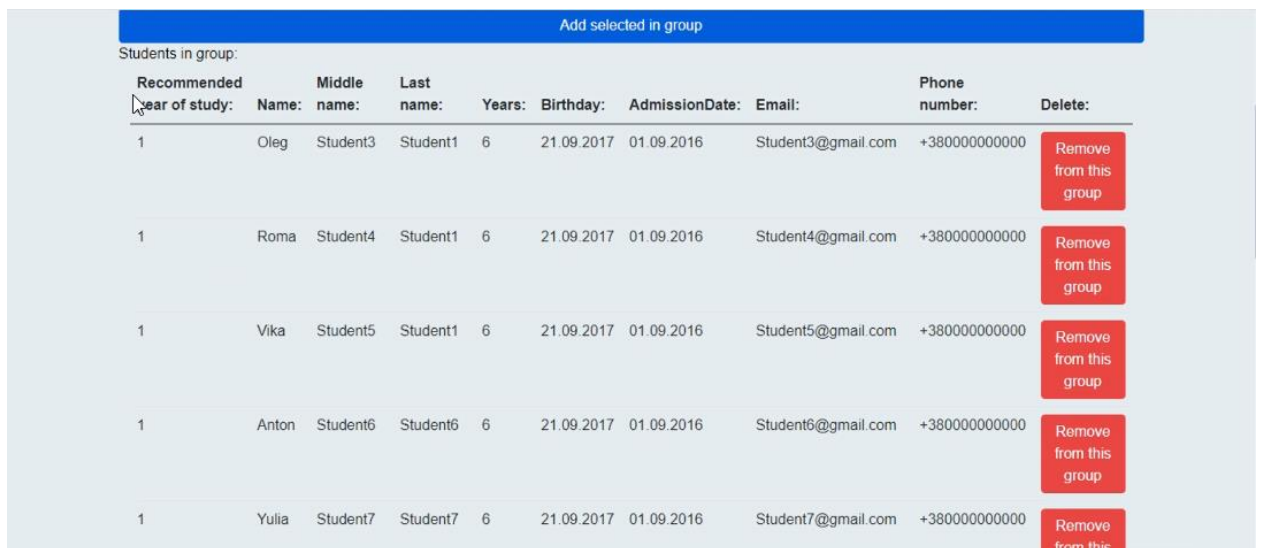 Add selected in group
Students in group:
Recommended year of study: Name: Middle name: Last name: Years: Birthday: AdmissionDate: Email: Phone number: Delete:
1 Oleg Student3 Student1 6 21.09.2017 01.09.2016 Student3@gmail.com +380000000000 Remove from this group
1 Roma Student4 Student1 6 21.09.2017 01.09.2016 Student4@gmail.com +380000000000 Remove from this group
1 Vika Student5 Student1 6 21.09.2017 01.09.2016 Student5@gmail.com +380000000000 Remove from this group
1 Anton Student6 Student6 6 21.09.2017 01.09.2016 Student6@gmail.com +380000000000 Remove from this group
1 Yulia Student7 Student7 6 21.09.2017 01.09.2016 Student7@gmail.com +380000000000 Remove from this